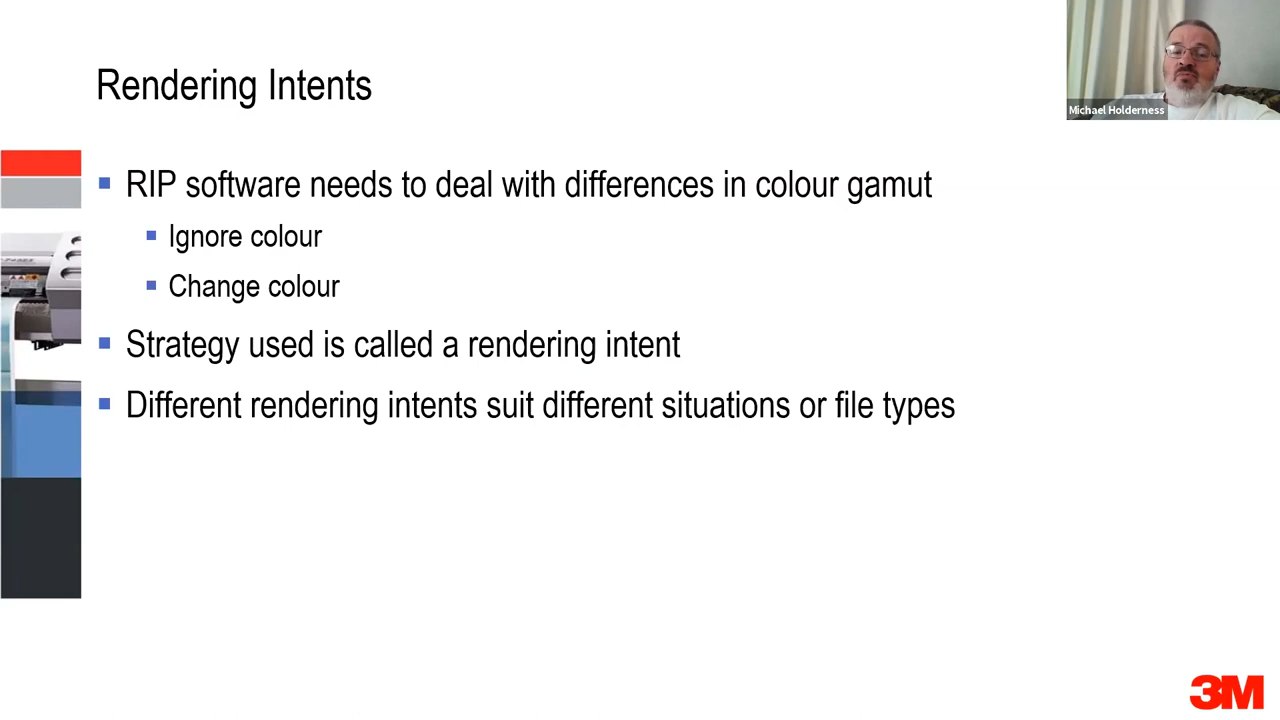 Rendering Intents
Michael Holderness
RIP software needs to deal with differences in colour gamut
Ignore colour
Change colour
Strategy used is called a rendering intent
Different rendering intents suit different situations or file types
3M